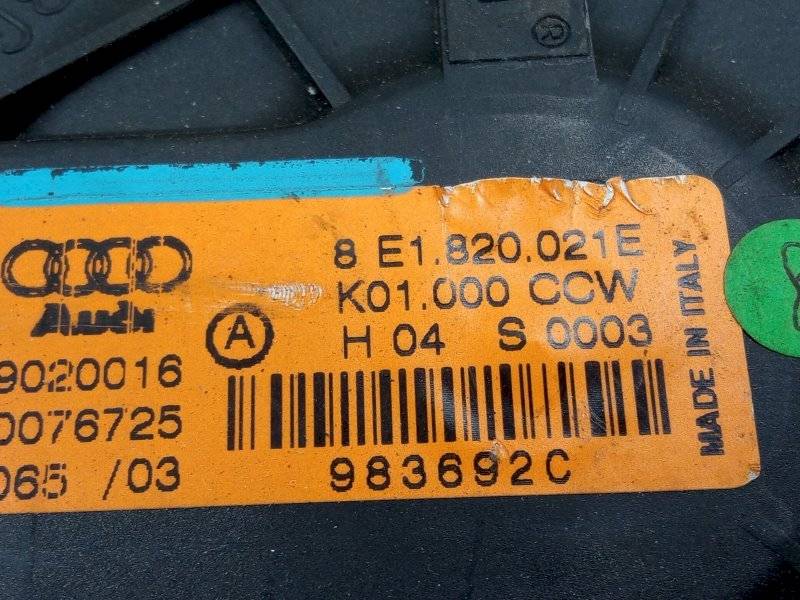 ®
8 E1.820.021E
K01.000 CCW
Audi
A
H 04 S 0003
9020016
0076725
065 /03
983692C
MADE IN ITALY